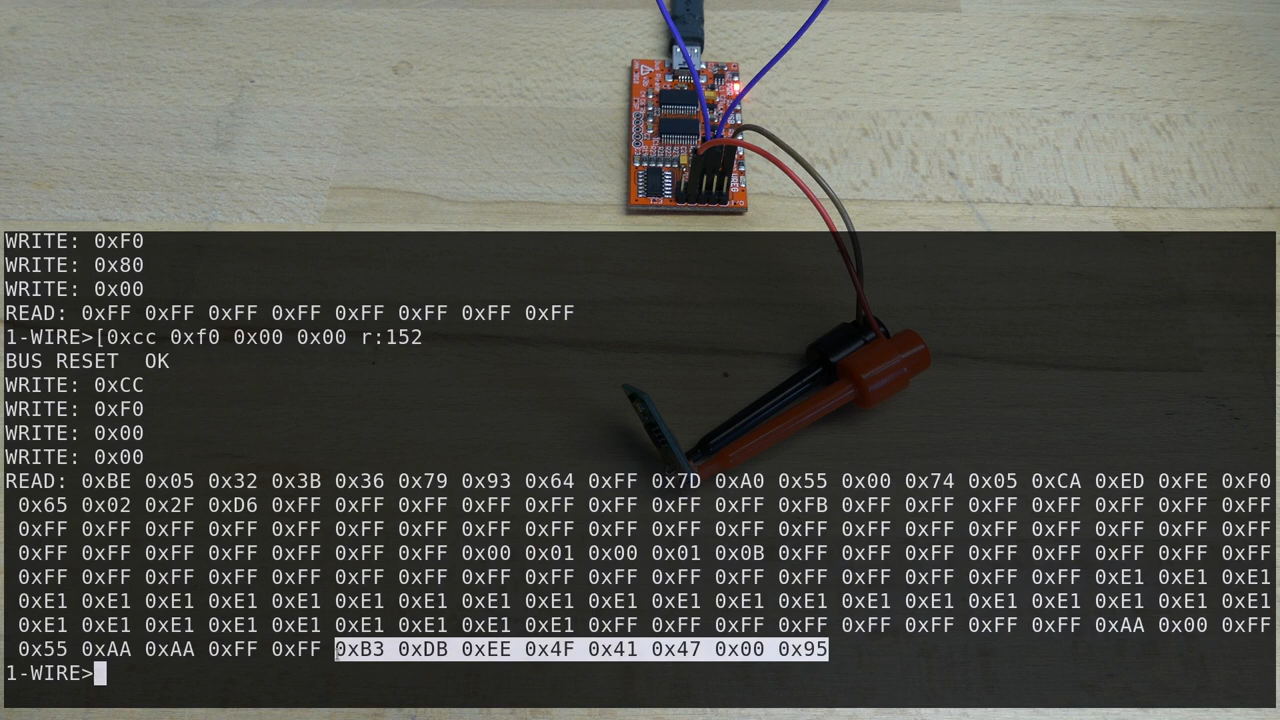 WRITE: 0xF0
WRITE: 0x80
WRITE: 0x00
READ: 0xFF 0xFF 0xFF 0xFF 0xFF 0xFF 0xFF 0xFF
1-WIRE>[0xcc 0xf0 0x00 0x00 r:152
BUS RESET  OK
WRITE: 0xCC
WRITE: 0xF0
WRITE: 0x00
WRITE: 0x00
READ: 0xBE 0x05 0x32 0x3B 0x36 0x79 0x93 0x64 0xFF 0x7D 0xA0 0x55 0x00 0x74 0x05 0xCA 0xED 0xFE 0xF0
0x65 0x02 0x2F 0xD6 0xFF 0xFF 0xFF 0xFF 0xFF 0xFF 0xFF 0xFF 0xFB 0xFF 0xFF 0xFF 0xFF 0xFF 0xFF 0xFF
0xFF 0xFF 0xFF 0xFF 0xFF 0xFF 0xFF 0xFF 0xFF 0xFF 0xFF 0xFF 0xFF 0xFF 0xFF 0xFF 0xFF 0xFF 0xFF 0xFF
0xFF 0xFF 0xFF 0xFF 0xFF 0xFF 0xFF 0x00 0x01 0x00 0x01 0x0B 0xFF 0xFF 0xFF 0xFF 0xFF 0xFF 0xFF 0xFF
0xFF 0xFF 0xFF 0xFF 0xFF 0xFF 0xFF 0xFF 0xFF 0xFF 0xFF 0xFF 0xFF 0xFF 0xFF 0xFF 0xFF 0xE1 0xE1 0xE1
0xE1 0xE1 0xE1 0xE1 0xE1 0xE1 0xE1 0xE1 0xE1 0xE1 0xE1 0xE1 0xE1 0xE1 0xE1 0xE1 0xE1 0xE1 0xE1 0xE1
0xE1 0xE1 0xE1 0xE1 0xE1 0xE1 0xE1 0xE1 0xE1 0xFF 0xFF 0xFF 0xFF 0xFF 0xFF 0xFF 0xFF 0xAA 0x00 0xFF
0x55 0xAA 0xAA 0xFF 0xFF 0xB3 0xDB 0xEE 0x4F 0x41 0x47 0x00 0x95
1-WIRE>